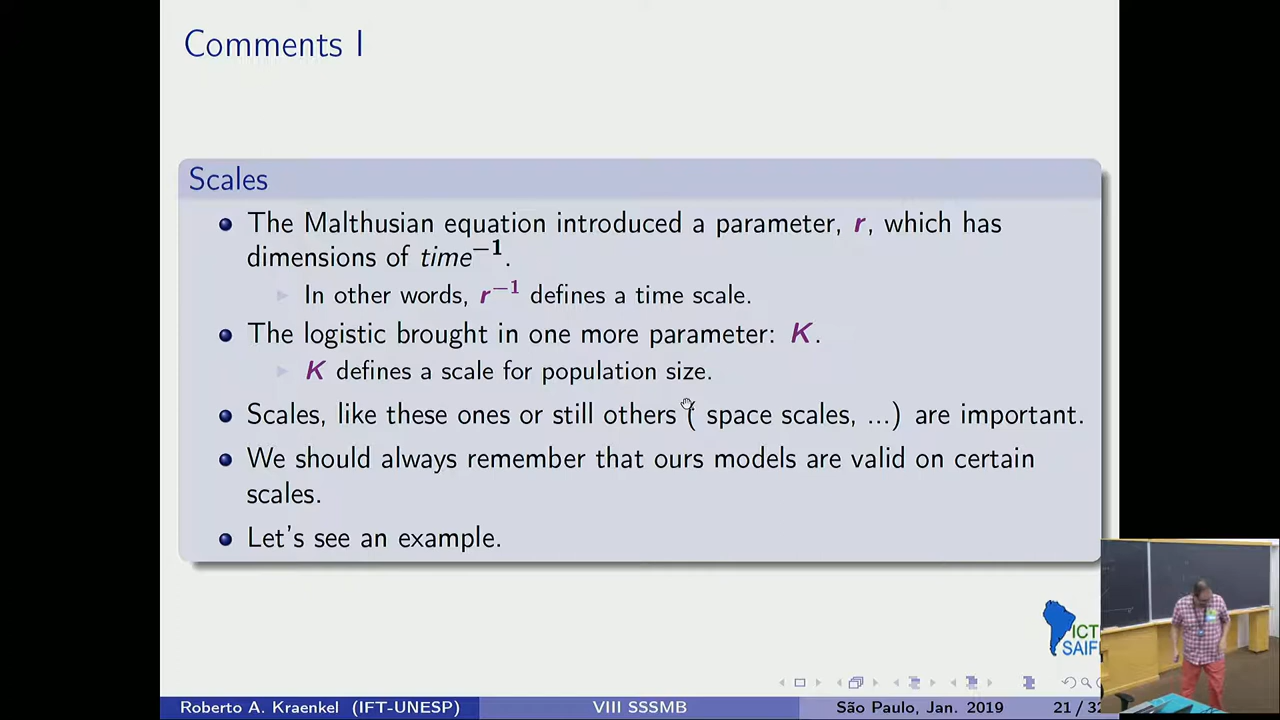 Comments I
Scales
The Malthusian equation introduced a parameter, r, which has
dimensions of time⁻¹.
In other words, r⁻¹ defines a time scale.
The logistic brought in one more parameter: K.
K defines a scale for population size.
Scales, like these ones or still others ( space scales, ...) are important.
We should always remember that ours models are valid on certain
scales.
Let's see an example.
ICT
SAIF
Roberto A. Kraenkel (IFT-UNESP) VIII SSSMB São Paulo, Jan. 2019 21 / 32